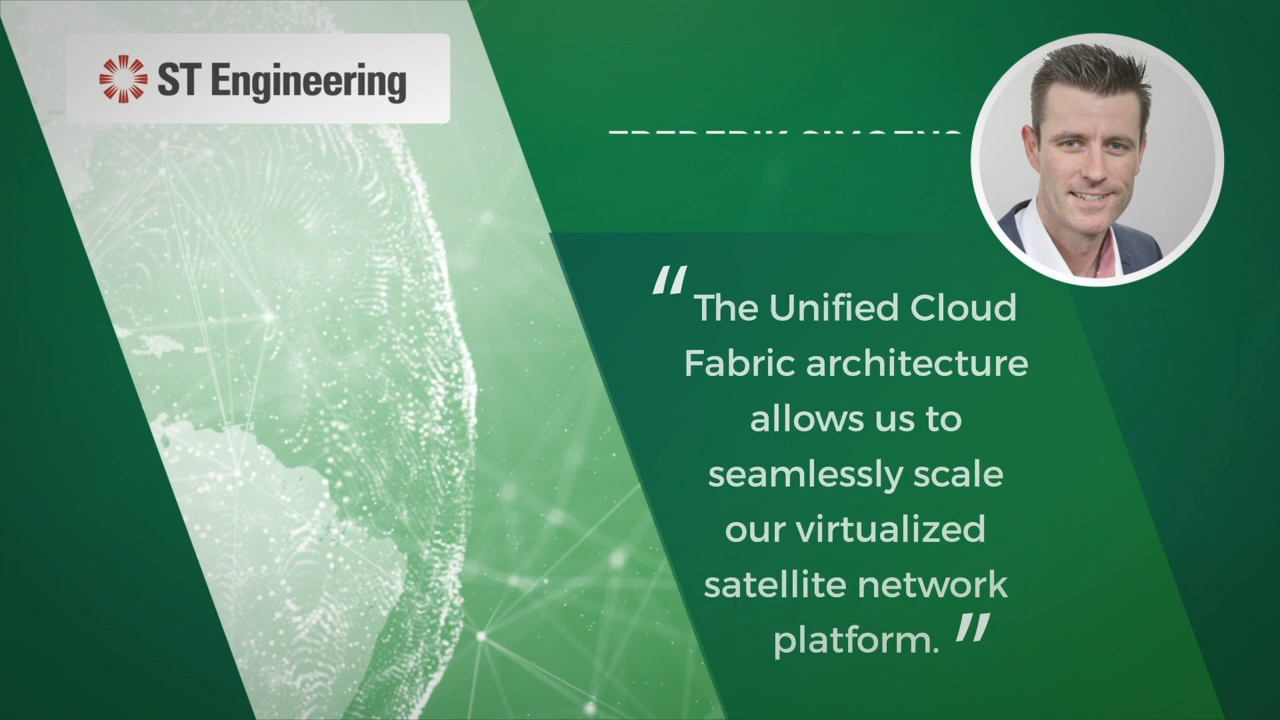 ST Engineering
“ The Unified Cloud
Fabric architecture
allows us to
seamlessly scale
our virtualized
satellite network
platform. ”